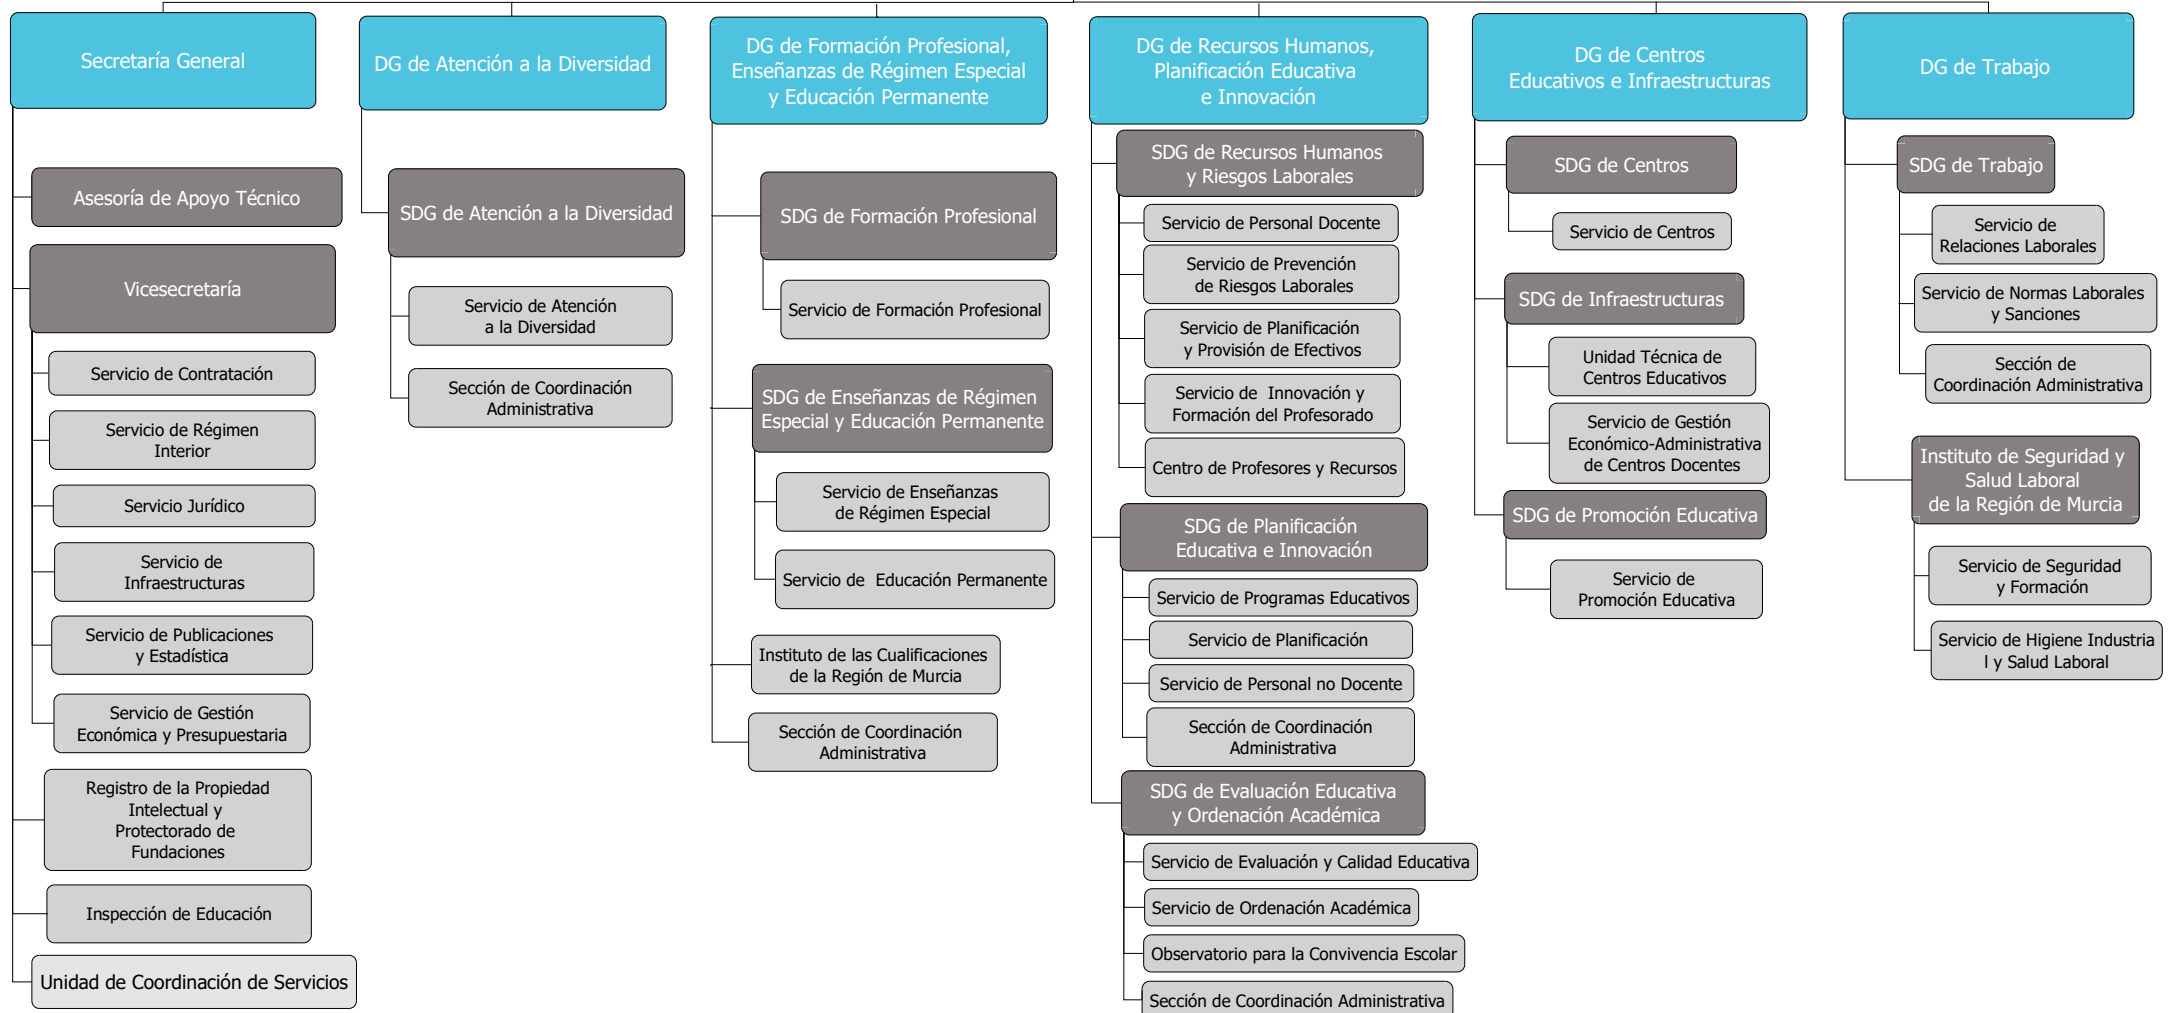 Secretaría General
Asesoría de Apoyo Técnico
Vicesecretaría
Servicio de Contratación
Servicio de Régimen
Interior
Servicio Jurídico
Servicio de
Infraestructuras
Servicio de Publicaciones
y Estadística
Servicio de Gestión
Económica y Presupuestaria
Registro de la Propiedad
Intelectual y
Protectorado de
Fundaciones
Inspección de Educación
Unidad de Coordinación de Servicios
DG de Atención a la Diversidad
SDG de Atención a la Diversidad
Servicio de Atención
a la Diversidad
Sección de Coordinación
Administrativa
DG de Formación Profesional,
Enseñanzas de Régimen Especial
y Educación Permanente
SDG de Formación Profesional
Servicio de Formación Profesional
SDG de Enseñanzas de Régimen
Especial y Educación Permanente
Servicio de Enseñanzas
de Régimen Especial
Servicio de Educación Permanente
Instituto de las Cualificaciones
de la Región de Murcia
Sección de Coordinación
Administrativa
DG de Recursos Humanos,
Planificación Educativa
e Innovación
SDG de Recursos Humanos
y Riesgos Laborales
Servicio de Personal Docente
Servicio de Prevención
de Riesgos Laborales
Servicio de Planificación
y Provisión de Efectivos
Servicio de Innovación y
Formación del Profesorado
Centro de Profesores y Recursos
SDG de Planificación
Educativa e Innovación
Servicio de Programas Educativos
Servicio de Planificación
Servicio de Personal no Docente
Sección de Coordinación
Administrativa
SDG de Evaluación Educativa
y Ordenación Académica
Servicio de Evaluación y Calidad Educativa
Servicio de Ordenación Académica
Observatorio para la Convivencia Escolar
Sección de Coordinación Administrativa
DG de Centros
Educativos e Infraestructuras
SDG de Centros
Servicio de Centros
SDG de Infraestructuras
Unidad Técnica de
Centros Educativos
Servicio de Gestión
Económico-Administrativa
de Centros Docentes
SDG de Promoción Educativa
Servicio de
Promoción Educativa
DG de Trabajo
SDG de Trabajo
Servicio de
Relaciones Laborales
Servicio de Normas Laborales
y Sanciones
Sección de
Coordinación Administrativa
Instituto de Seguridad y
Salud Laboral
de la Región de Murcia
Servicio de Seguridad
y Formación
Servicio de Higiene Industria
l y Salud Laboral